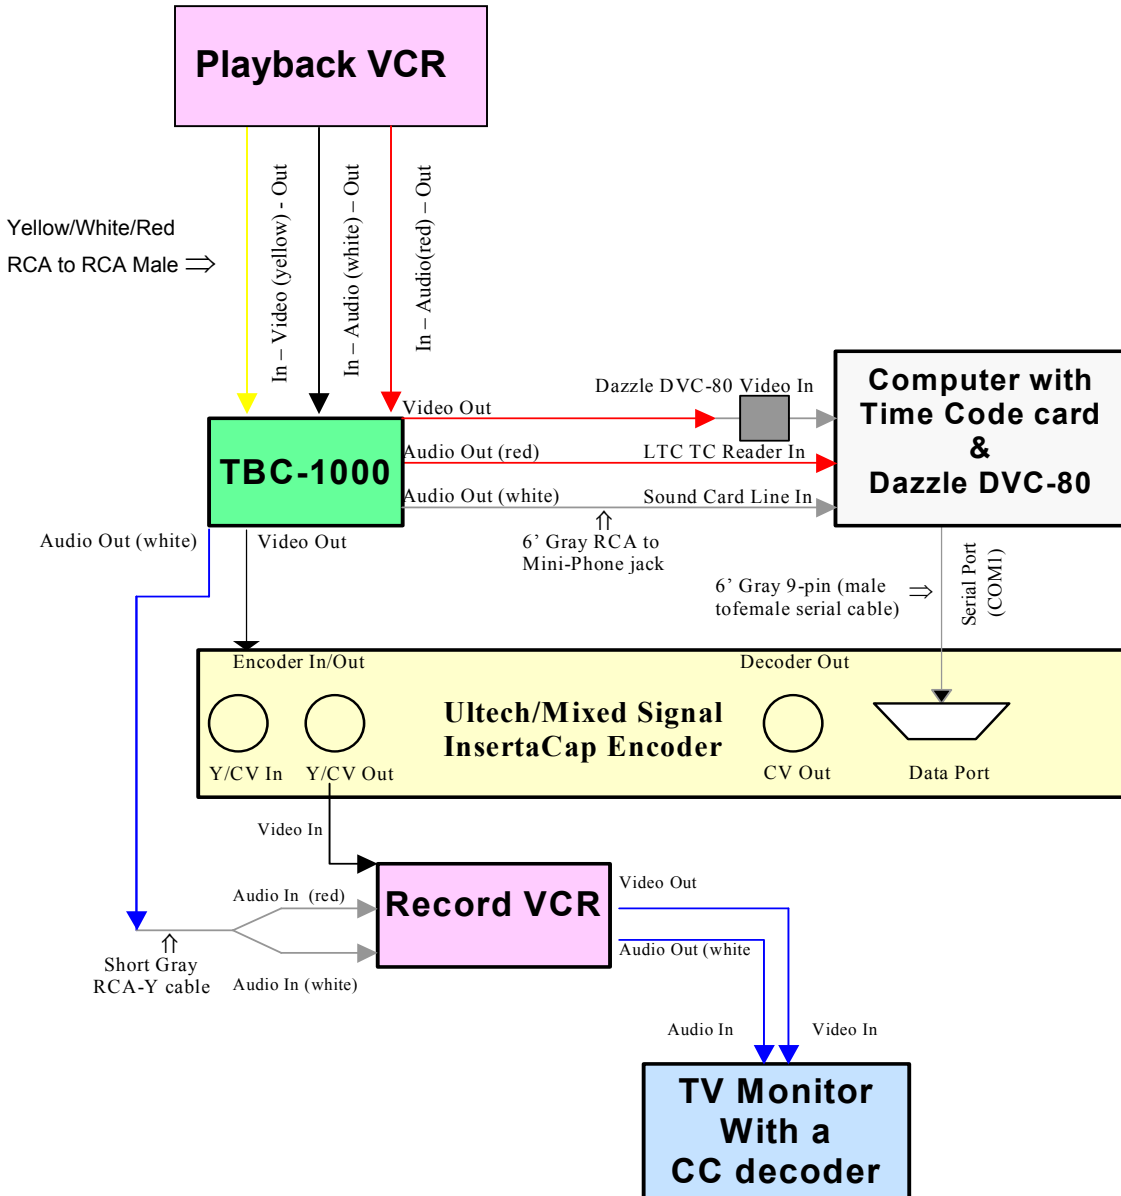 Playback VCR
Yellow/White/Red
RCA to RCA Male ⇒
In – Video (yellow) - Out
In – Audio (white) – Out
In – Audio(red) – Out
Dazzle DVC-80 Video In
Video Out
Audio Out (red)
LTC TC Reader In
Audio Out (white)
Sound Card Line In
TBC-1000
Computer with
Time Code card
&
Dazzle DVC-80
⇑
6’ Gray RCA to
Mini-Phone jack
Audio Out (white)
Video Out
6’ Gray 9-pin (male ⇒
tofemale serial cable)
Serial Port
(COM1)
Encoder In/Out
Decoder Out
Ultech/Mixed Signal
InsertaCap Encoder
Y/CV In
Y/CV Out
CV Out
Data Port
Video In
Record VCR
Audio In (red)
Audio In (white)
⇑
Short Gray
RCA-Y cable
Video Out
Audio Out (white
Audio In
Video In
TV Monitor
With a
CC decoder